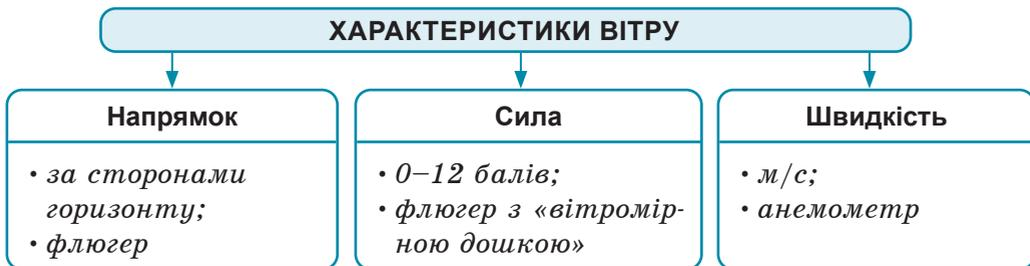 ХАРАКТЕРИСТИКИ ВІТРУ
Напрямок
• за сторонами
горизонту;
• флюгер
Сила
• 0–12 балів;
• флюгер з «вітромір-
ною дошкою»
Швидкість
• м/с;
• анемометр